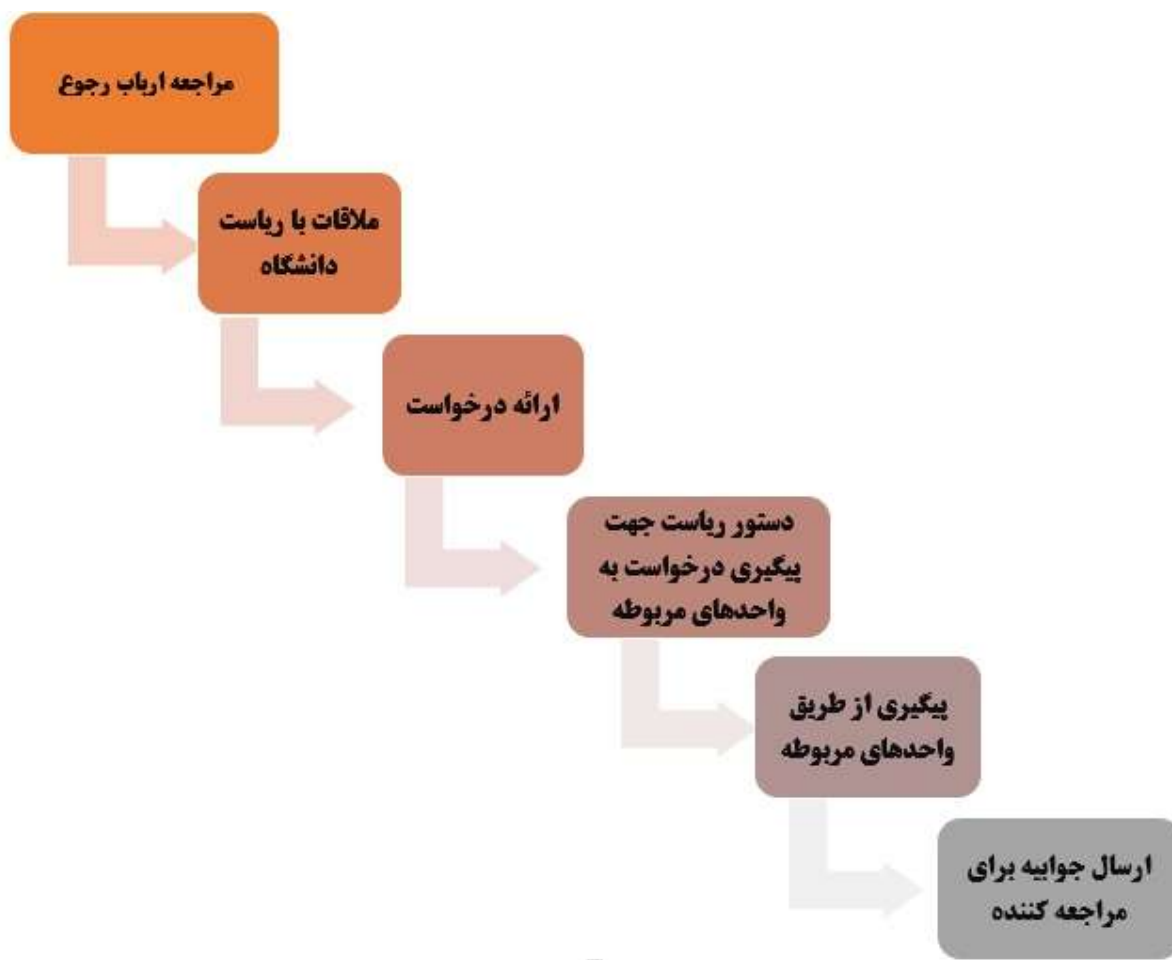 مراجعه ارباب رجوع
ملاقات با ریاست
دانشگاه
ارائه درخواست
دستور ریاست جهت
پیگیری درخواست به
واحدهای مربوطه
پیگیری از طریق
واحدهای مربوطه
ارسال جوابیه برای
مراجعه کننده